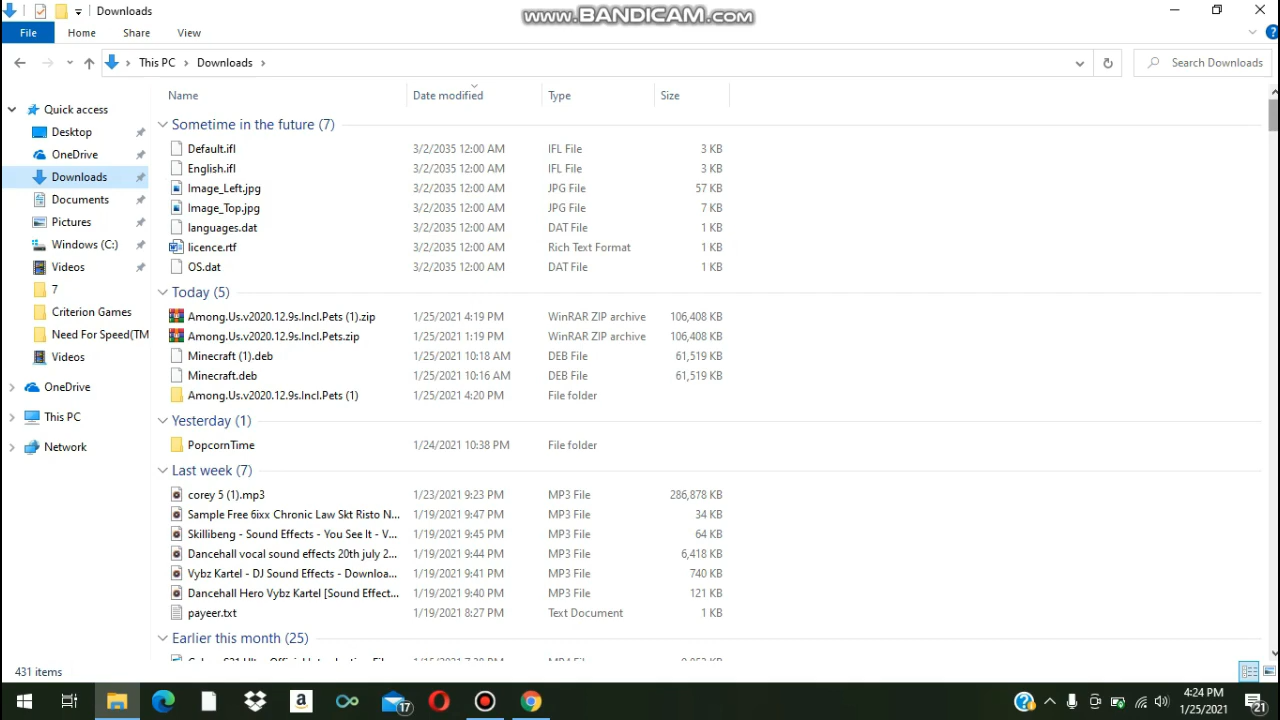 Downloads
WWW.BANDICAM.COM
File Home Share View
This PC Downloads
Search Downloads
Name Date modified Type Size
Quick access
Desktop
OneDrive
Downloads
Documents
Pictures
Windows (C:)
Videos
7
Criterion Games
Need For Speed(TM
Videos
OneDrive
This PC
Network
Sometime in the future (7)
Default.ifl 3/2/2035 12:00 AM IFL File 3 KB
English.ifl 3/2/2035 12:00 AM IFL File 3 KB
Image_Left.jpg 3/2/2035 12:00 AM JPG File 57 KB
Image_Top.jpg 3/2/2035 12:00 AM JPG File 7 KB
languages.dat 3/2/2035 12:00 AM DAT File 1 KB
licence.rtf 3/2/2035 12:00 AM Rich Text Format 1 KB
OS.dat 3/2/2035 12:00 AM DAT File 1 KB
Today (5)
Among.Us.v2020.12.9s.Incl.Pets (1).zip 1/25/2021 4:19 PM WinRAR ZIP archive 106,408 KB
Among.Us.v2020.12.9s.Incl.Pets.zip 1/25/2021 1:19 PM WinRAR ZIP archive 106,408 KB
Minecraft (1).deb 1/25/2021 10:18 AM DEB File 61,519 KB
Minecraft.deb 1/25/2021 10:16 AM DEB File 61,519 KB
Among.Us.v2020.12.9s.Incl.Pets (1) 1/25/2021 4:20 PM File folder
Yesterday (1)
PopcornTime 1/24/2021 10:38 PM File folder
Last week (7)
corey 5 (1).mp3 1/23/2021 9:23 PM MP3 File 286,878 KB
Sample Free 6ixx Chronic Law Skt Risto N... 1/19/2021 9:47 PM MP3 File 34 KB
Skillibeng - Sound Effects - You See It - V... 1/19/2021 9:45 PM MP3 File 64 KB
Dancehall vocal sound effects 20th july 2... 1/19/2021 9:44 PM MP3 File 6,418 KB
Vybz Kartel - DJ Sound Effects - Downloa... 1/19/2021 9:41 PM MP3 File 740 KB
Dancehall Hero Vybz Kartel [Sound Effect... 1/19/2021 9:40 PM MP3 File 121 KB
payeer.txt 1/19/2021 8:27 PM Text Document 1 KB
Earlier this month (25)
431 items
17
4:24 PM
1/25/2021
21